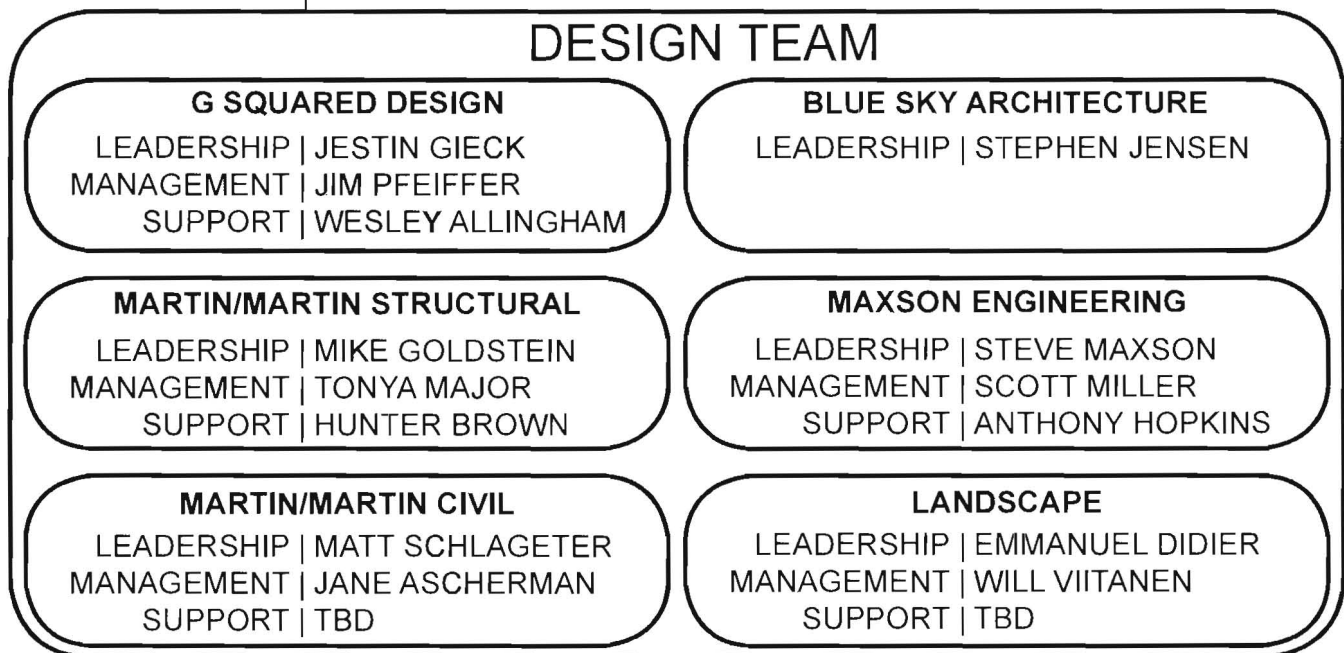 DESIGN TEAM
G SQUARED DESIGN
LEADERSHIP | JESTIN GIECK
MANAGEMENT | JIM PFEIFFER
SUPPORT | WESLEY ALLINGHAM
BLUE SKY ARCHITECTURE
LEADERSHIP | STEPHEN JENSEN
MARTIN/MARTIN STRUCTURAL
LEADERSHIP | MIKE GOLDSTEIN
MANAGEMENT | TONYA MAJOR
SUPPORT | HUNTER BROWN
MAXSON ENGINEERING
LEADERSHIP | STEVE MAXSON
MANAGEMENT | SCOTT MILLER
SUPPORT | ANTHONY HOPKINS
MARTIN/MARTIN CIVIL
LEADERSHIP | MATT SCHLAGETER
MANAGEMENT | JANE ASCHERMAN
SUPPORT | TBD
LANDSCAPE
LEADERSHIP | EMMANUEL DIDIER
MANAGEMENT | WILL VIITANEN
SUPPORT | TBD